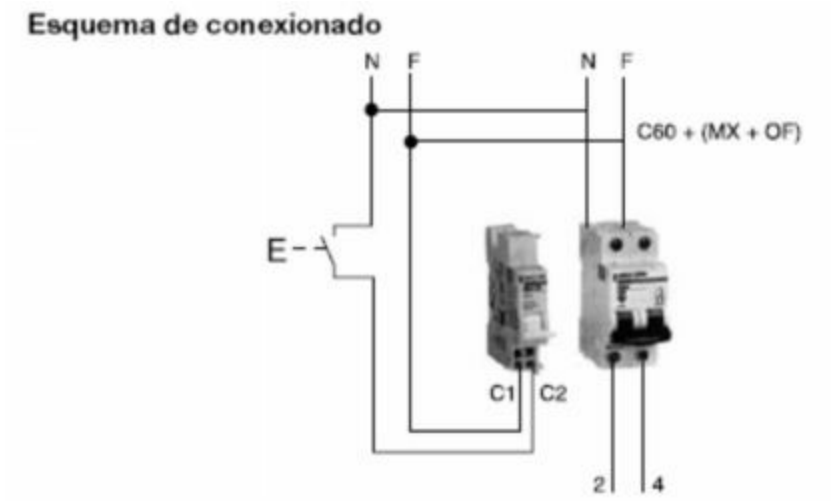 Esquema de conexionado
N F N F
C60 + (MX + OF)
E
C1 C2
2 4